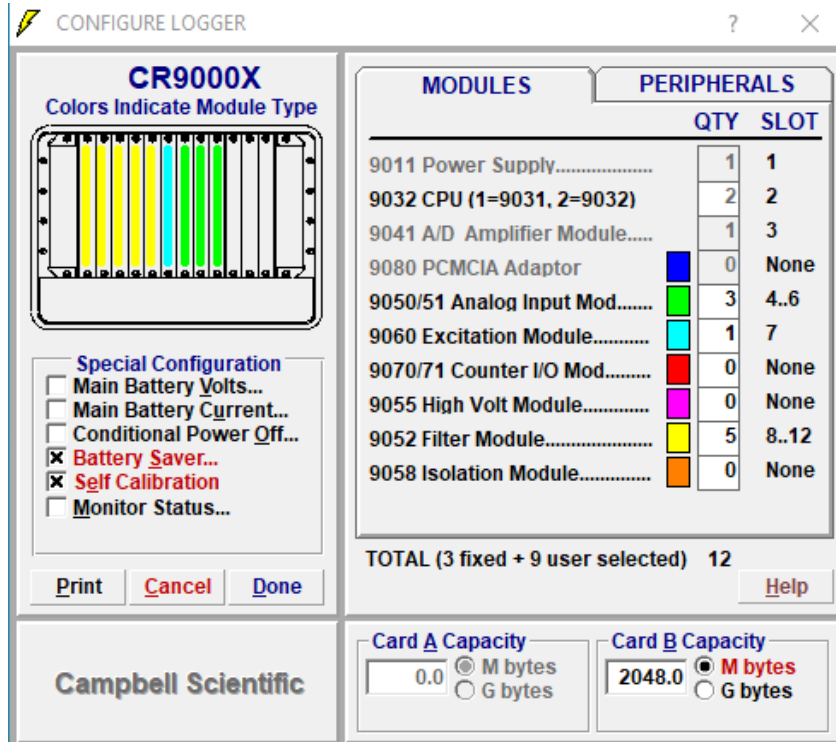 CONFIGURE LOGGER ? ×
CR9000X
Colors Indicate Module Type
Special Configuration
Main Battery Volts...
Main Battery Current...
Conditional Power Off...
Battery Saver...
Self Calibration
Monitor Status...
Print Cancel Done
Campbell Scientific
MODULES PERIPHERALS
QTY SLOT
9011 Power Supply.................... 1 1
9032 CPU (1=9031, 2=9032) 2 2
9041 A/D Amplifier Module..... 1 3
9080 PCMCIA Adaptor 0 None
9050/51 Analog Input Mod....... 3 4..6
9060 Excitation Module........... 1 7
9070/71 Counter I/O Mod......... 0 None
9055 High Volt Module............. 0 None
9052 Filter Module.................... 5 8..12
9058 Isolation Module.............. 0 None
TOTAL (3 fixed + 9 user selected) 12
Help
Card A Capacity
0.0 M bytes
G bytes
Card B Capacity
2048.0 M bytes
G bytes